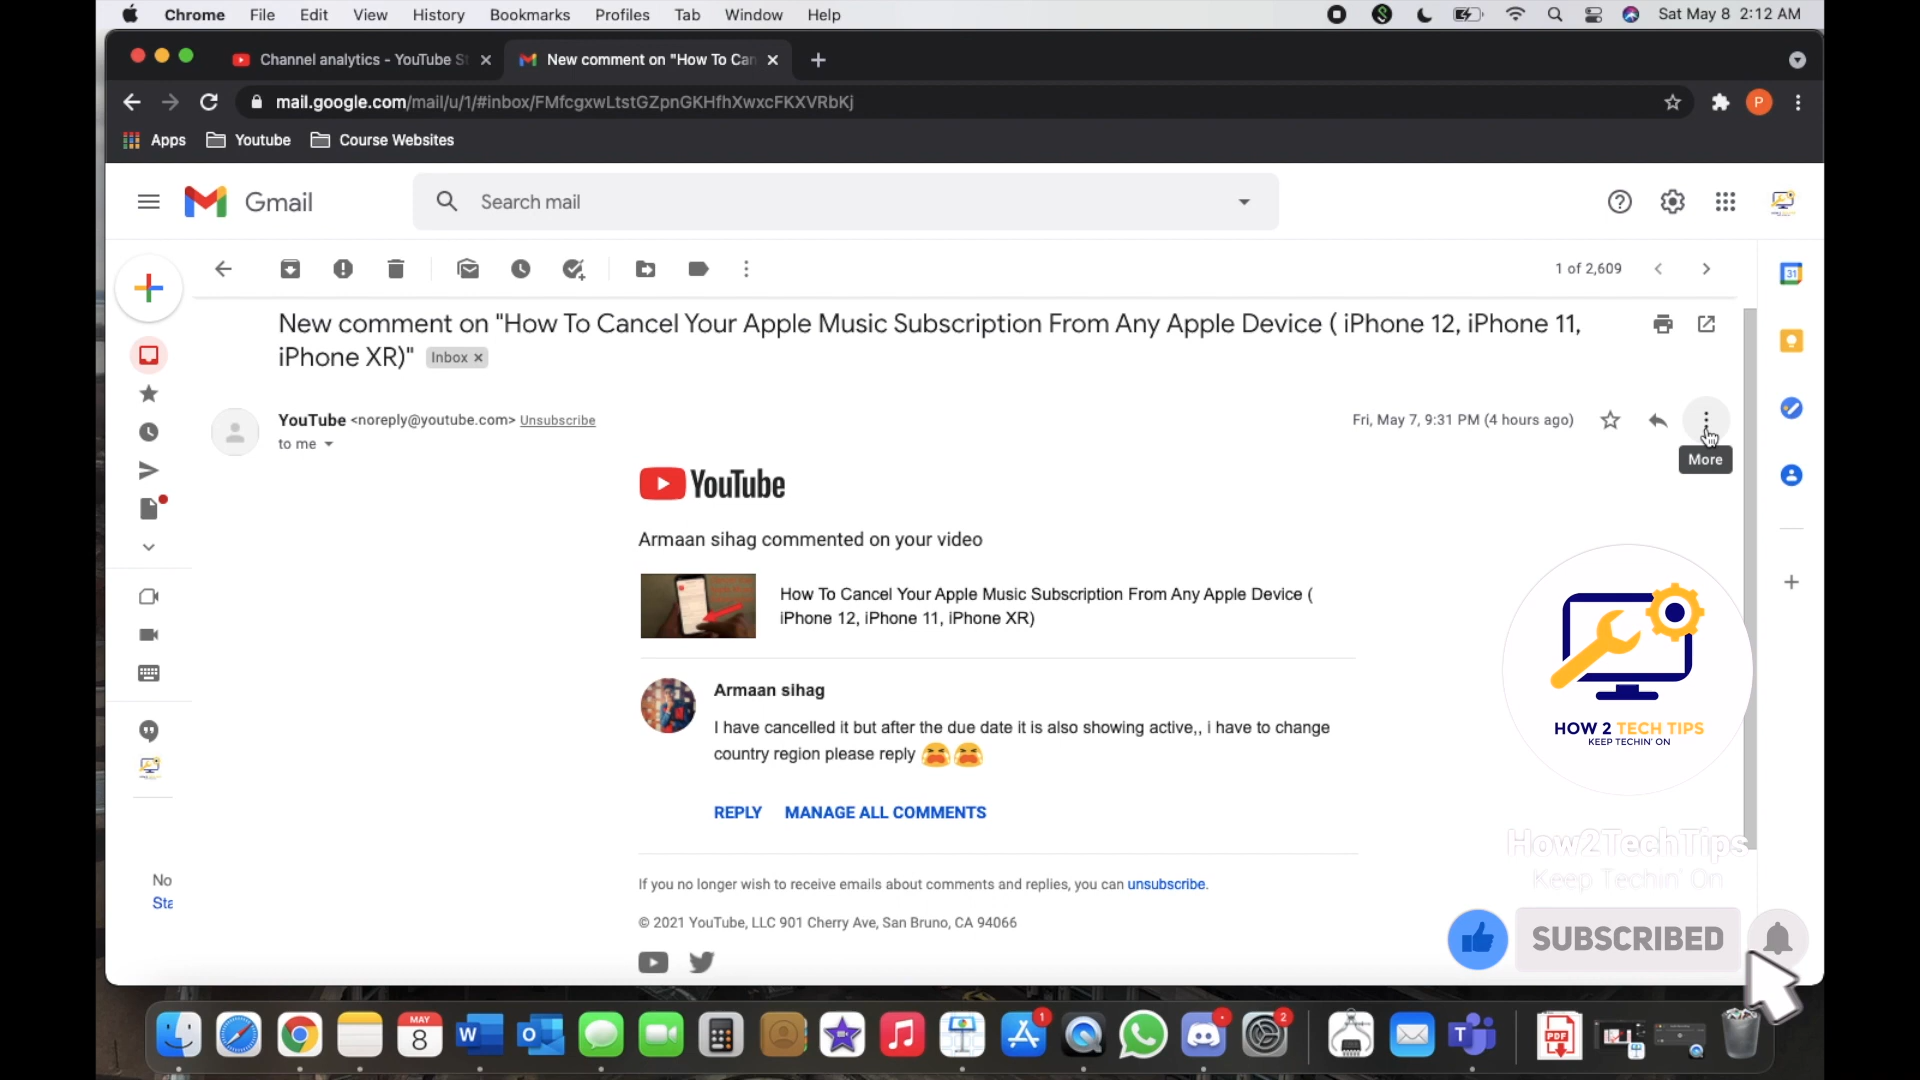 Chrome File Edit View History Bookmarks Profiles Tab Window Help Sat May 8 2:12 AM
Channel analytics - YouTube St New comment on "How To Can
mail.google.com/mail/u/1/#inbox/FMfcgxwLtstGZpnGKHfhXwxcFKXVRbKj P
Apps Youtube Course Websites
Gmail Search mail
1 of 2,609
31
New comment on "How To Cancel Your Apple Music Subscription From Any Apple Device ( iPhone 12, iPhone 11,
iPhone XR)" Inbox x
YouTube <noreply@youtube.com> Unsubscribe Fri, May 7, 9:31 PM (4 hours ago)
to me
More
YouTube
Armaan sihag commented on your video
How To Cancel Your Apple Music Subscription From Any Apple Device (
iPhone 12, iPhone 11, iPhone XR)
Armaan sihag
I have cancelled it but after the due date it is also showing active,, i have to change
country region please reply 😫😫
REPLY MANAGE ALL COMMENTS
HOW 2 TECH TIPS
KEEP TECHIN' ON
How2TechTips
Keep Techin' On
No
Sta
If you no longer wish to receive emails about comments and replies, you can unsubscribe.
© 2021 YouTube, LLC 901 Cherry Ave, San Bruno, CA 94066
SUBSCRIBED
MAY
8
W
O
1
2
T
PDF